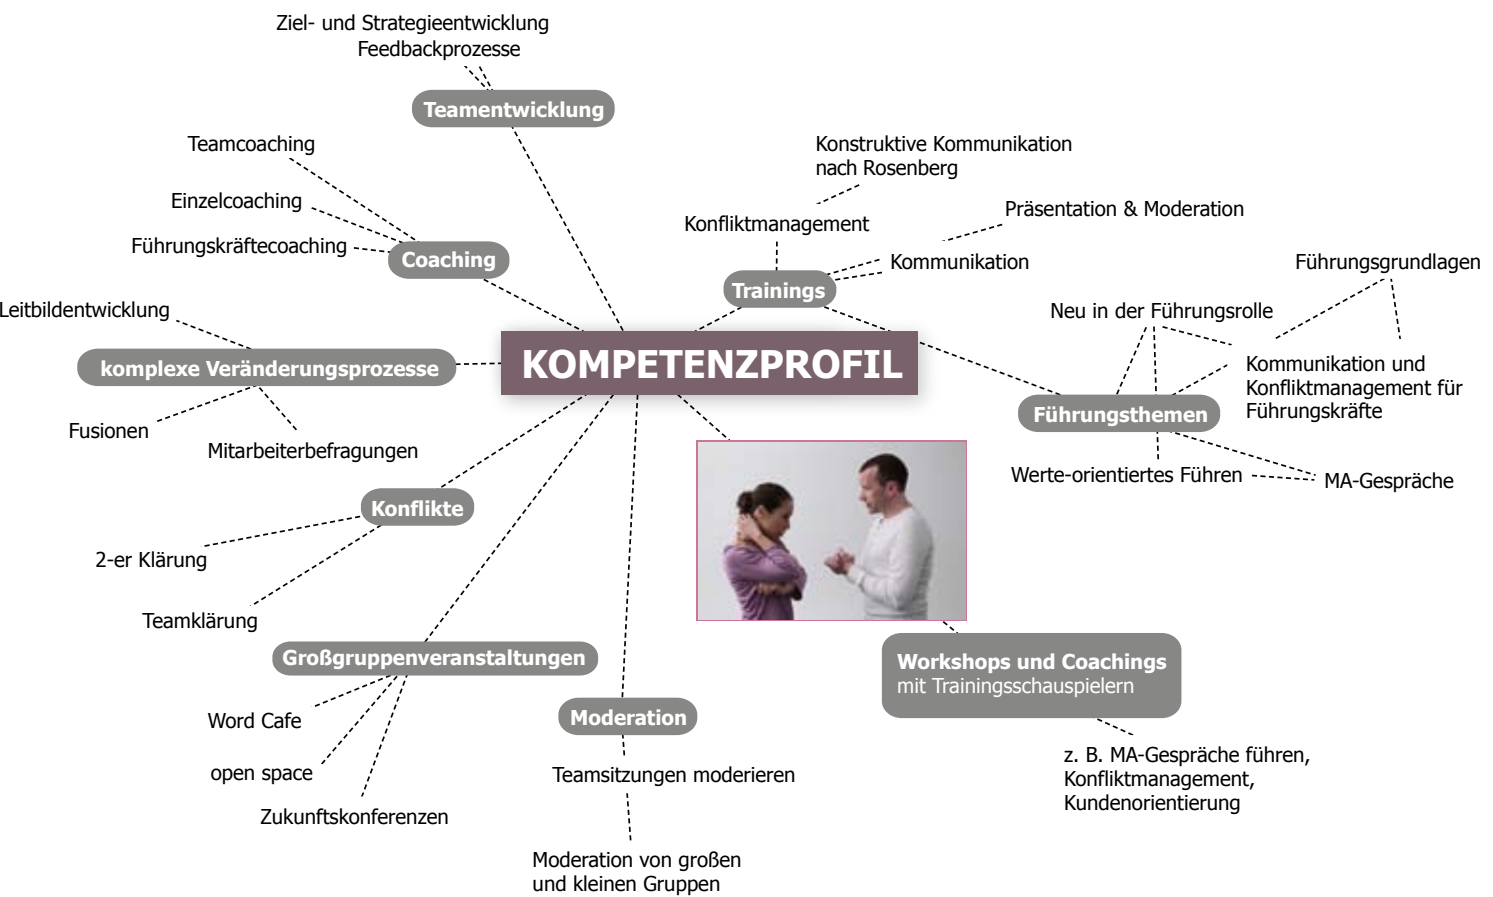 Ziel- und Strategieentwicklung
Feedbackprozesse
Teamentwicklung
Teamcoaching
Einzelcoaching
Führungskräftecoaching
Coaching
Konstruktive Kommunikation
nach Rosenberg
Konfliktmanagement
Präsentation & Moderation
Kommunikation
Trainings
Führungsgrundlagen
Neu in der Führungsrolle
Kommunikation und
Konfliktmanagement für
Führungskräfte
Führungsthemen
Werte-orientiertes Führen
MA-Gespräche
Leitbildentwicklung
komplexe Veränderungsprozesse
Fusionen
Mitarbeiterbefragungen
KOMPETENZPROFIL
Konflikte
2-er Klärung
Teamklärung
Großgruppenveranstaltungen
Word Cafe
open space
Zukunftskonferenzen
Moderation
Teamsitzungen moderieren
Moderation von großen
und kleinen Gruppen
Workshops und Coachings
mit Trainingsschauspielern
z. B. MA-Gespräche führen,
Konfliktmanagement,
Kundenorientierung